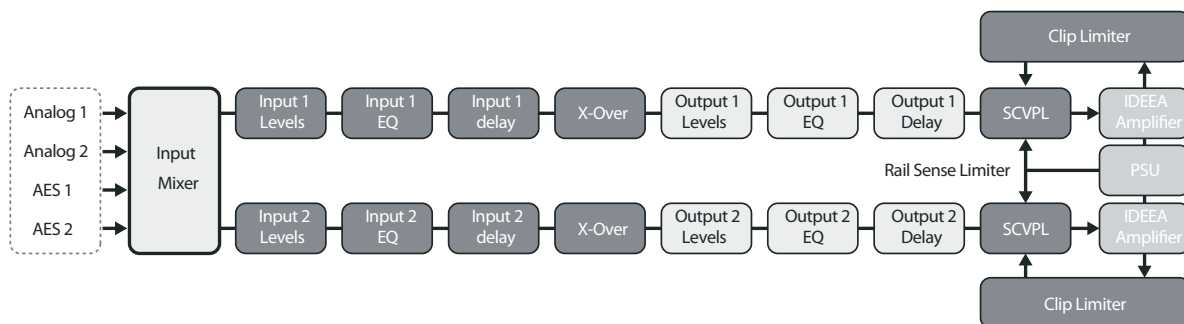 Clip Limiter
Analog 1
Analog 2
AES 1
AES 2
Input
Mixer
Input 1
Levels
Input 1
EQ
Input 1
delay
X-Over
Output 1
Levels
Output 1
EQ
Output 1
Delay
SCVPL
IDEEA
Amplifier
Rail Sense Limiter
PSU
Input 2
Levels
Input 2
EQ
Input 2
delay
X-Over
Output 2
Levels
Output 2
EQ
Output 2
Delay
SCVPL
IDEEA
Amplifier
Clip Limiter